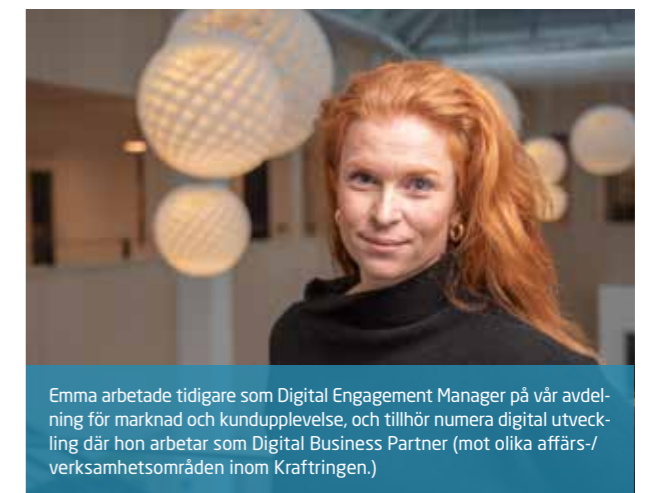 Emma arbetade tidigare som Digital Engagement Manager på vår avdel-
ning för marknad och kundupplevelse, och tillhör numera digital utveck-
ling där hon arbetar som Digital Business Partner (mot olika affärs-/
verksamhetsområden inom Kraftringen.)